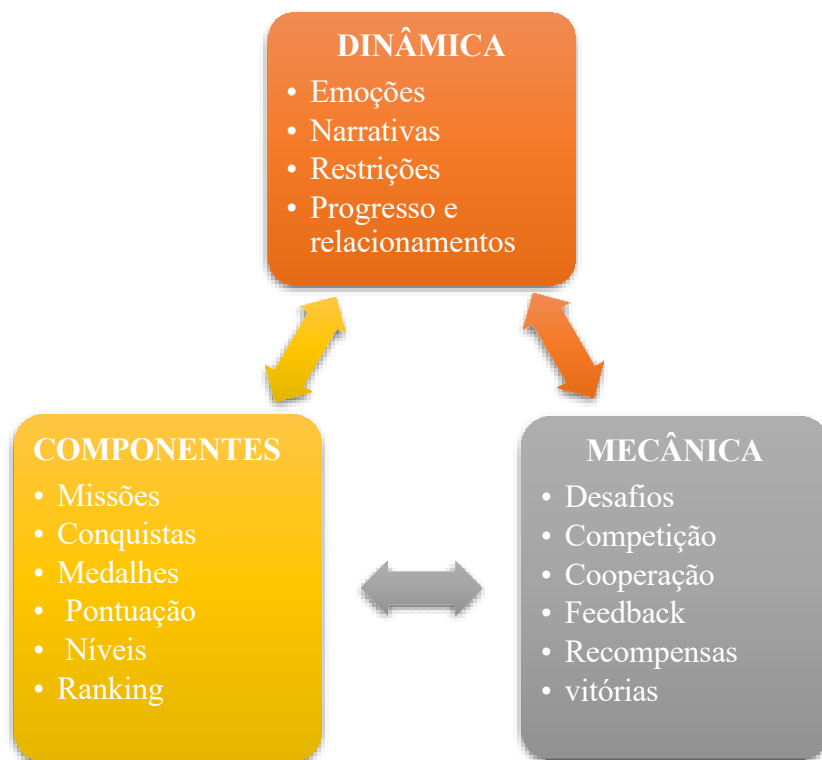 DINÂMICA
• Emoções
• Narrativas
• Restrições
• Progresso e
relacionamentos
COMPONENTES
• Missões
• Conquistas
• Medalhes
• Pontuação
• Níveis
• Ranking
MECÂNICA
• Desafios
• Competição
• Cooperação
• Feedback
• Recompensas
• vitórias